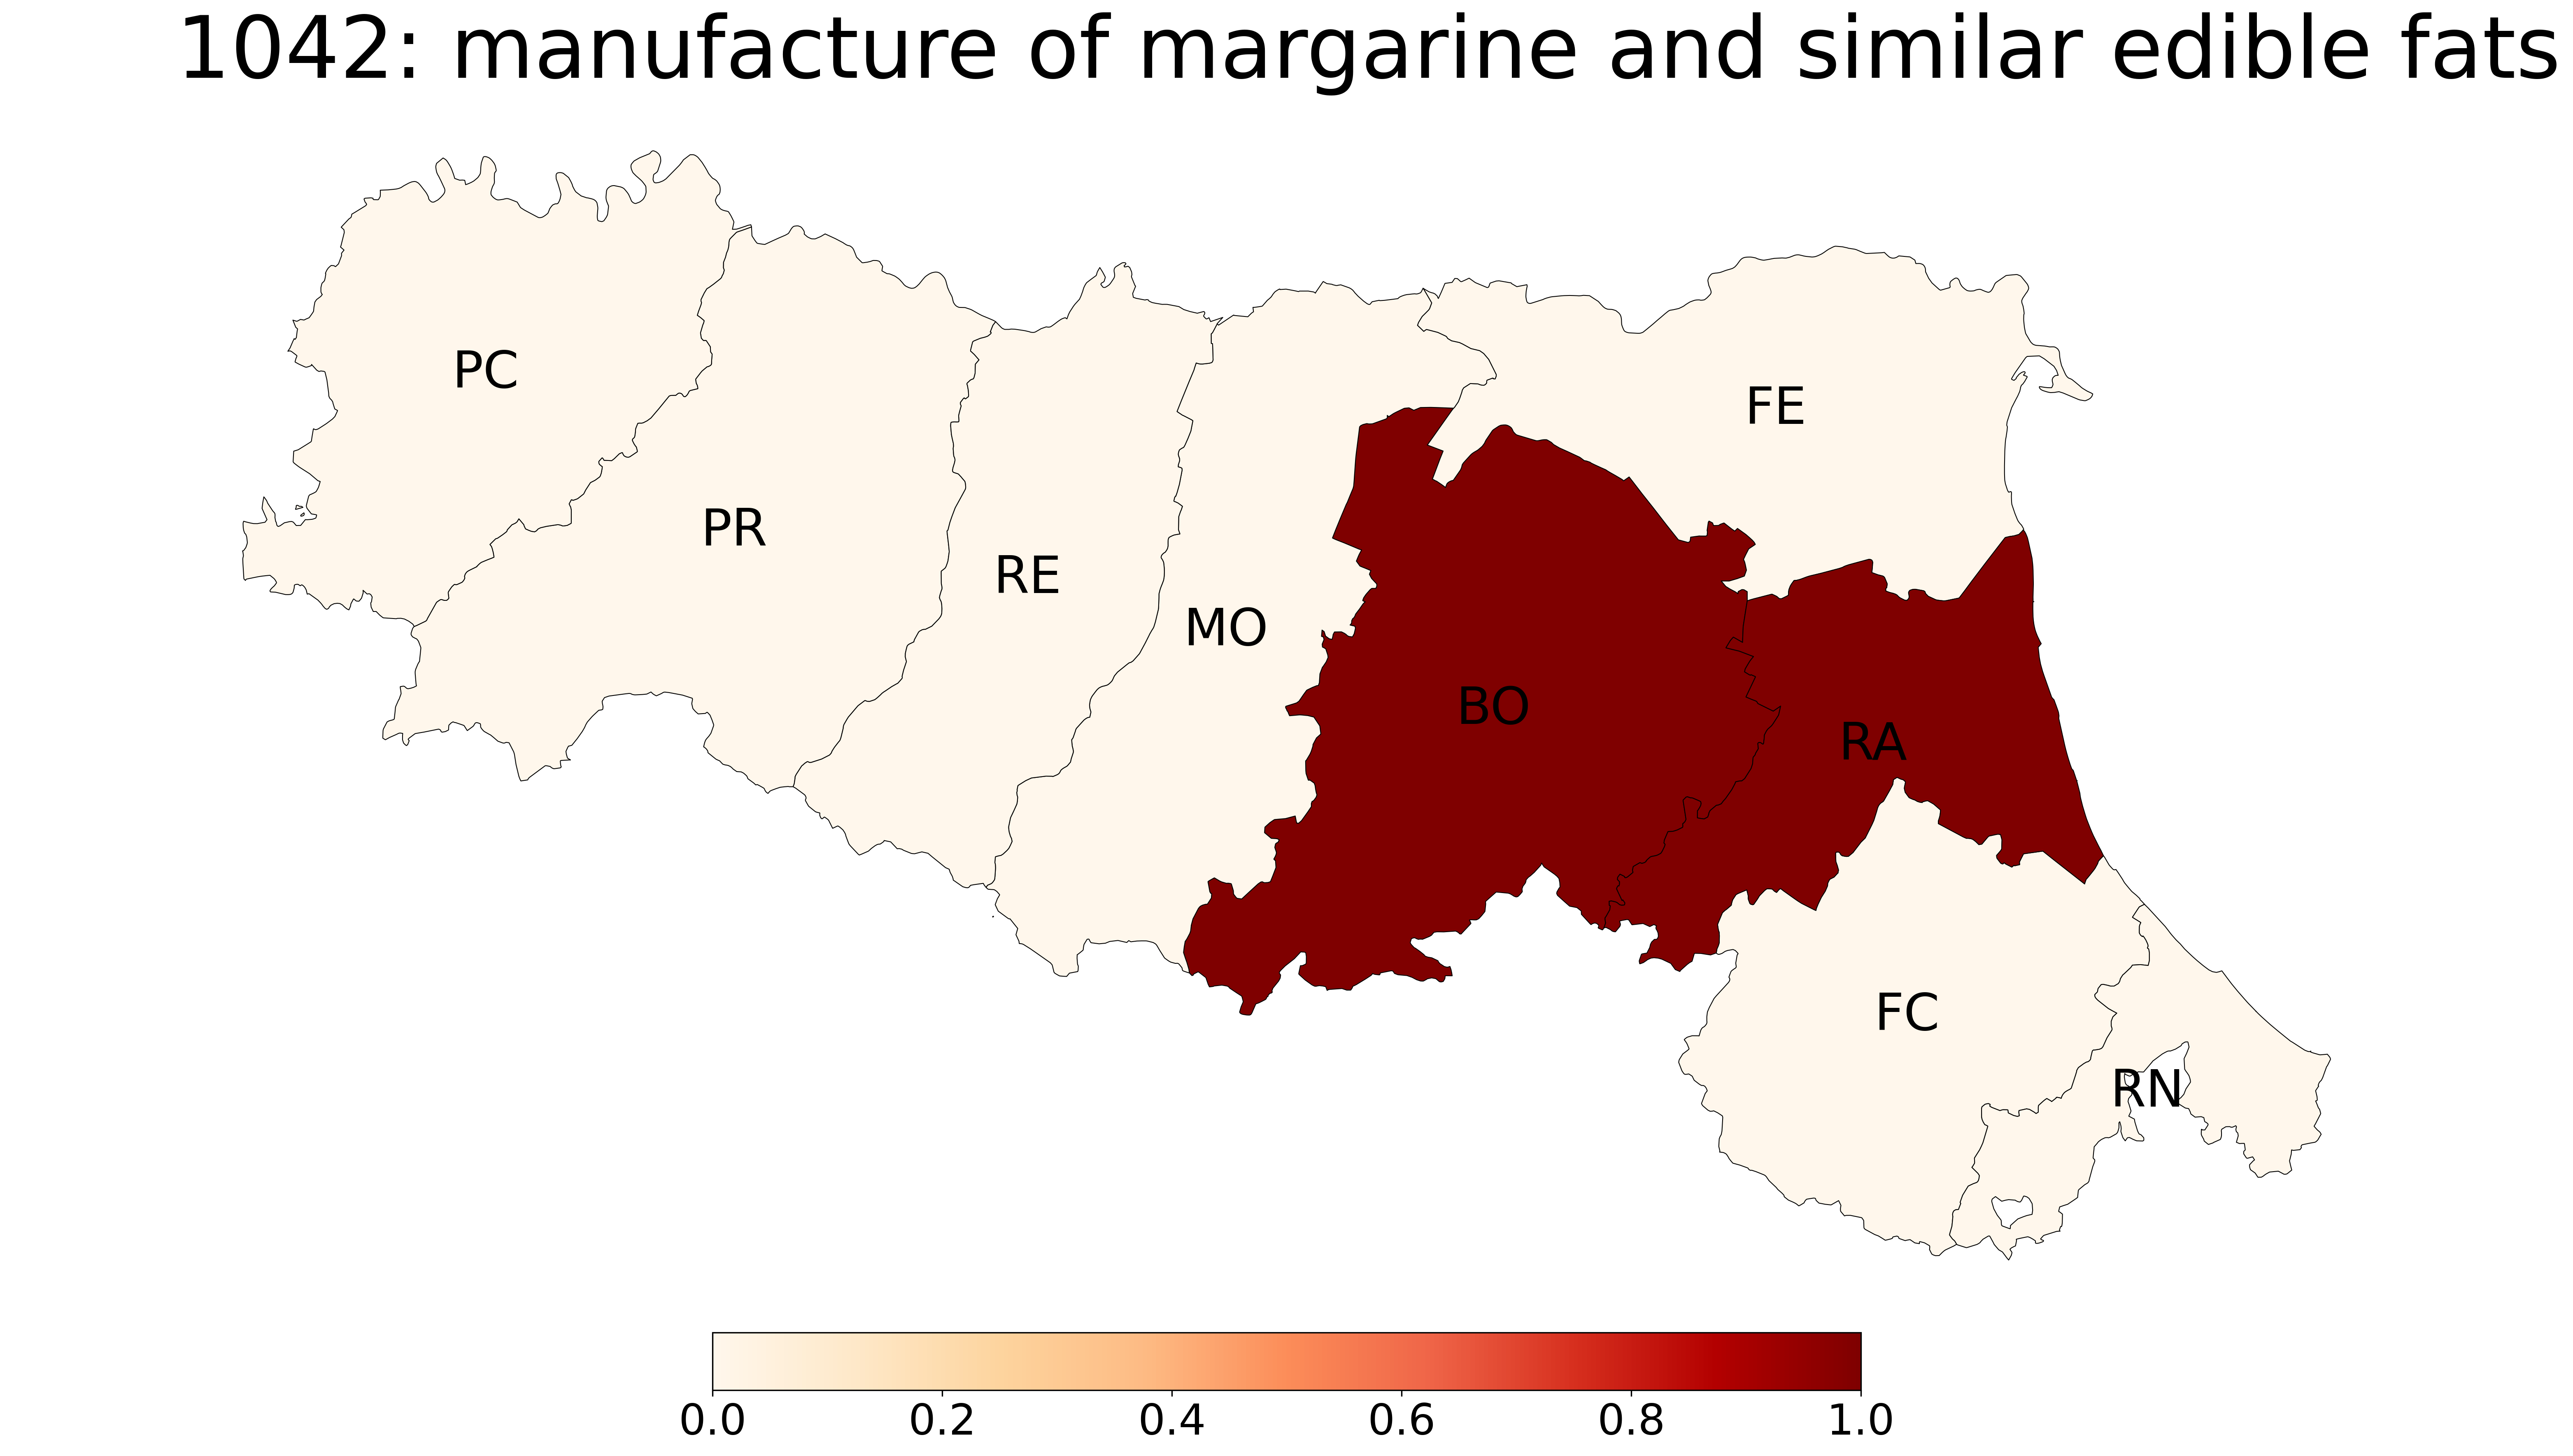 1042: manufacture of margarine and similar edible fats
PC
FE
PR
RE
MO
BO
RA
FC
RN
0.0 0.2 0.4 0.6 0.8 1.0